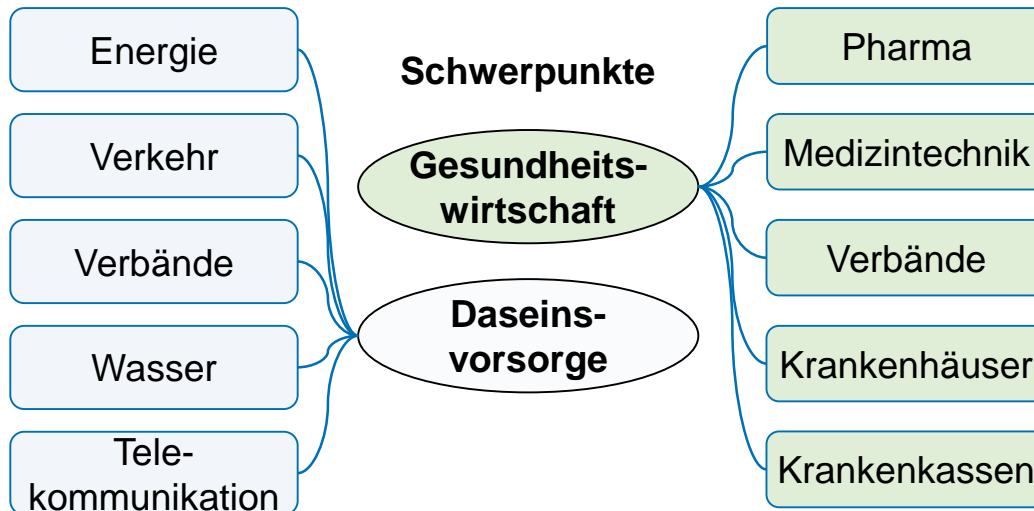 Energie
Verkehr
Verbände
Wasser
Tele-
kommunikation
Schwerpunkte
Gesundheits-
wirtschaft
Daseins-
vorsorge
Pharma
Medizintechnik
Verbände
Krankenhäuser
Krankenkassen